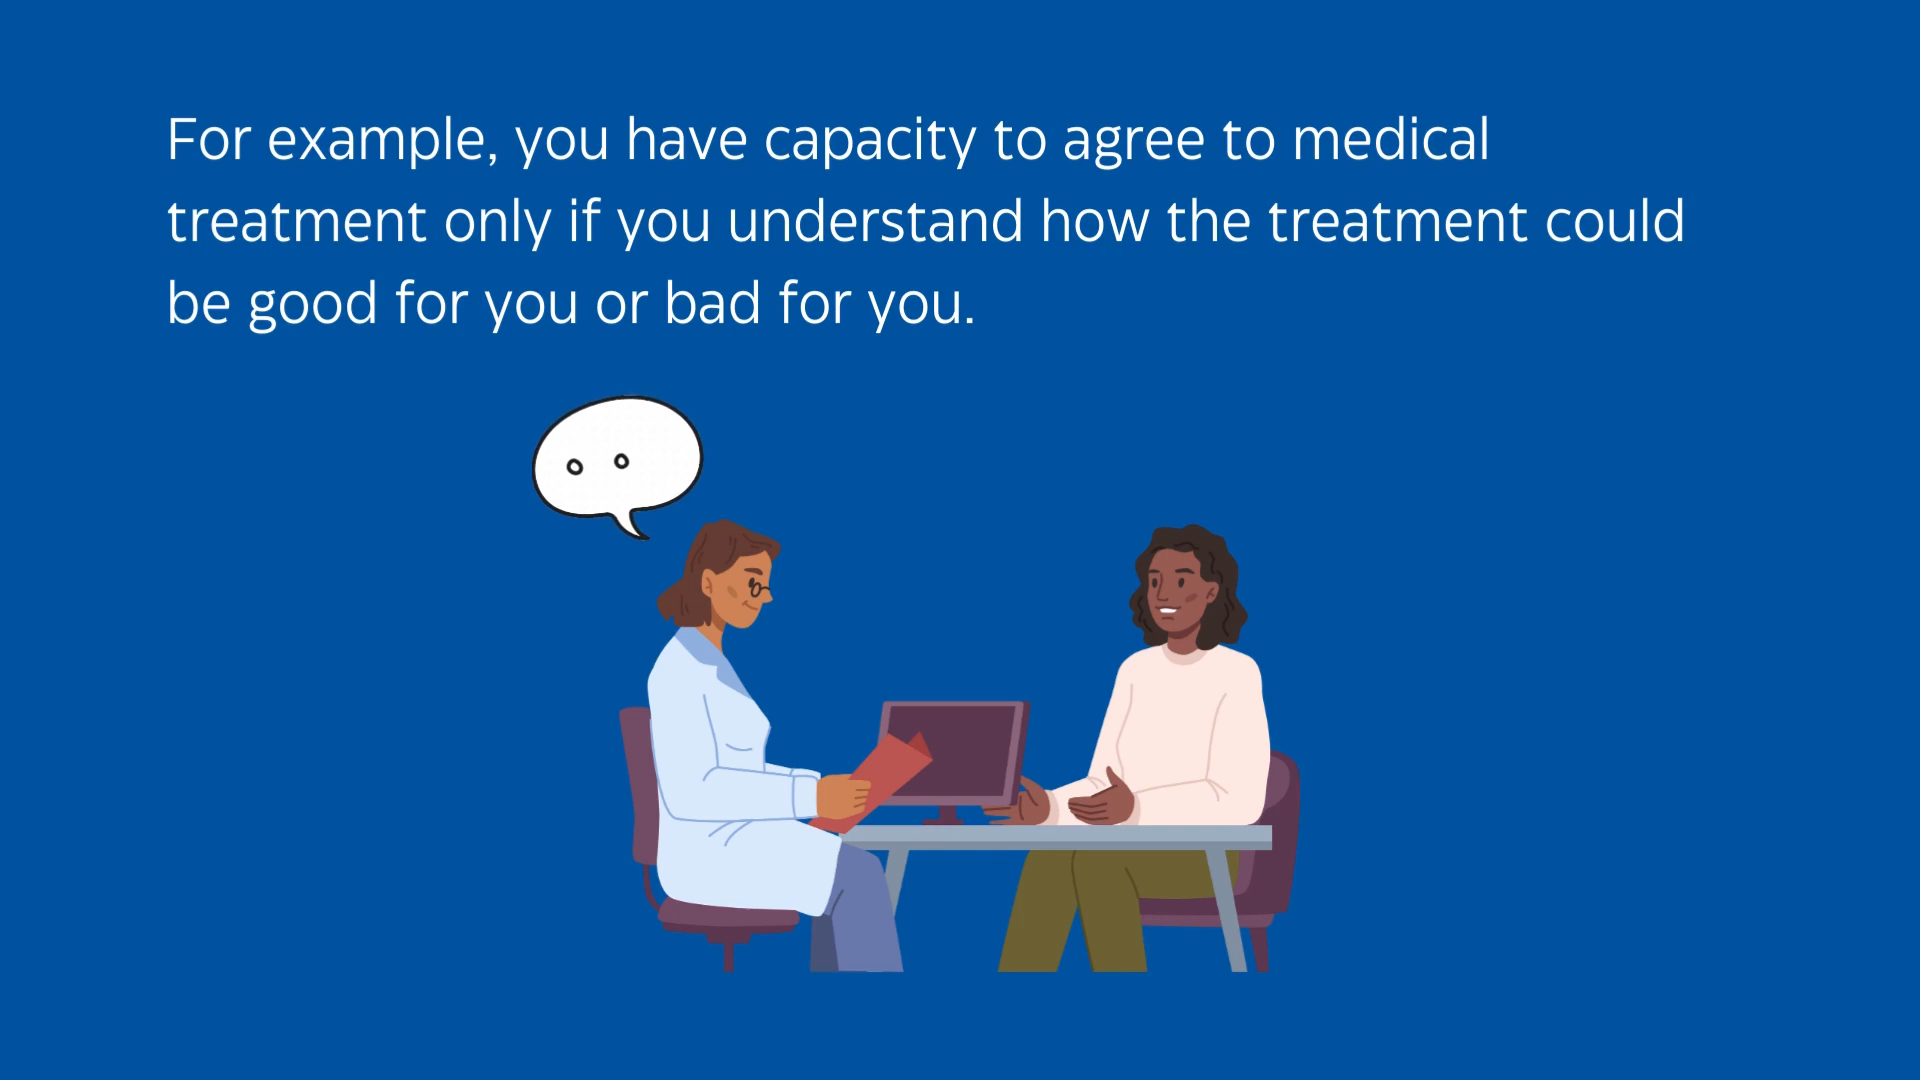 For example, you have capacity to agree to medical
treatment only if you understand how the treatment could
be good for you or bad for you.